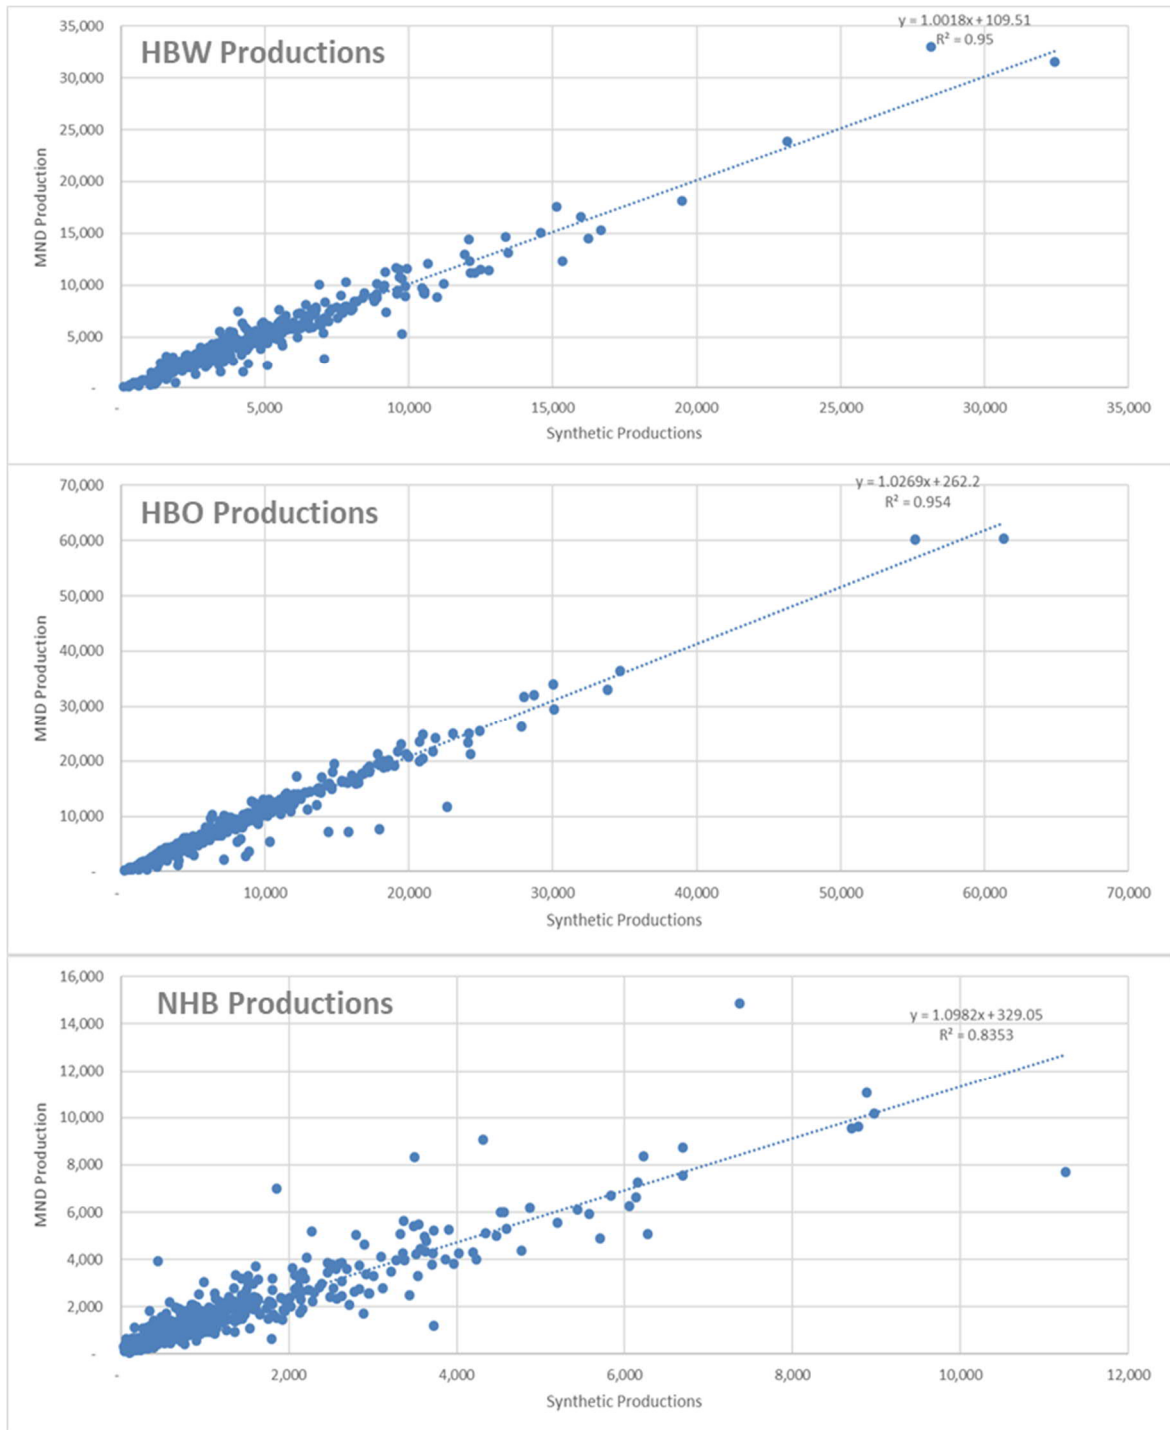 HBW Productions
y = 1.0018x + 109.51
R² = 0.95
35,000
30,000
25,000
20,000
15,000
10,000
5,000
-
MND Production
- 5,000 10,000 15,000 20,000 25,000 30,000 35,000
Synthetic Productions
HBO Productions
y = 1.0269x + 262.2
R² = 0.954
70,000
60,000
50,000
40,000
30,000
20,000
10,000
-
MND Production
- 10,000 20,000 30,000 40,000 50,000 60,000 70,000
Synthetic Productions
NHB Productions
y = 1.0982x + 329.05
R² = 0.8353
16,000
14,000
12,000
10,000
8,000
6,000
4,000
2,000
-
MND Production
- 2,000 4,000 6,000 8,000 10,000 12,000
Synthetic Productions